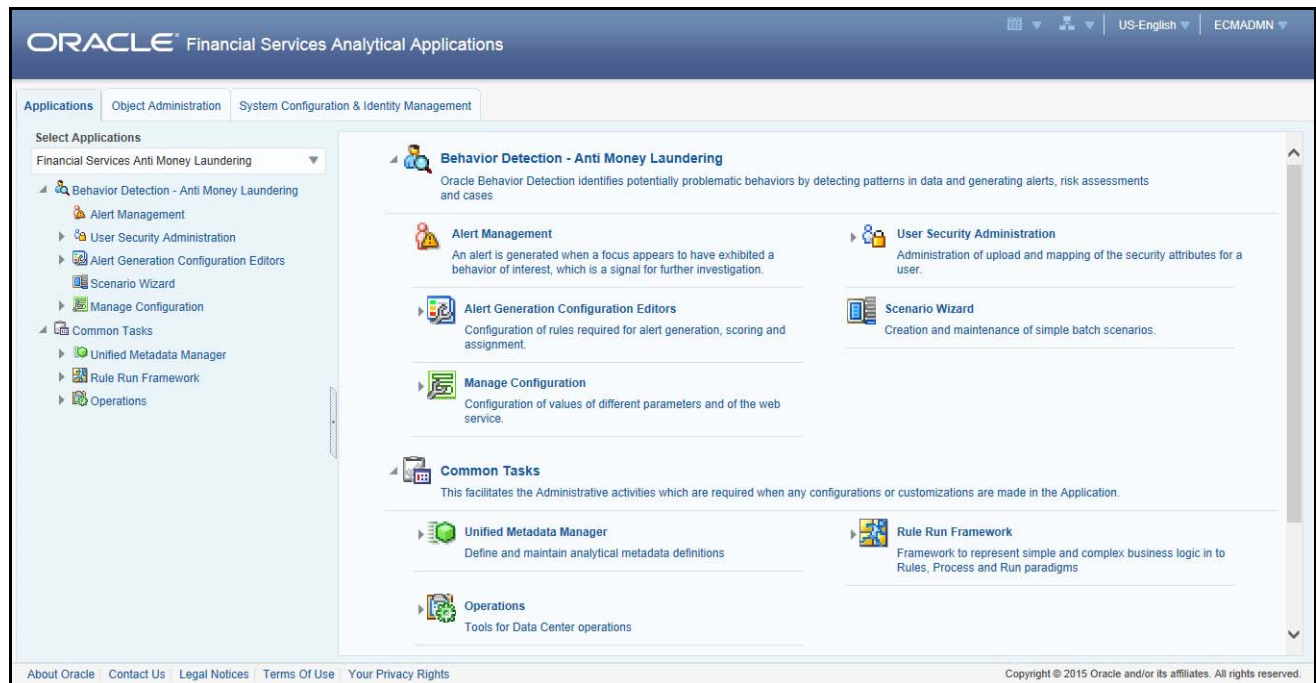 ORACLE® Financial Services Analytical Applications
US-English
ECMADMN
Applications
Object Administration
System Configuration & Identity Management
Select Applications
Financial Services Anti Money Laundering
Behavior Detection - Anti Money Laundering
Alert Management
User Security Administration
Alert Generation Configuration Editors
Scenario Wizard
Manage Configuration
Common Tasks
Unified Metadata Manager
Rule Run Framework
Operations
Behavior Detection - Anti Money Laundering
Oracle Behavior Detection identifies potentially problematic behaviors by detecting patterns in data and generating alerts, risk assessments
and cases
Alert Management
An alert is generated when a focus appears to have exhibited a
behavior of interest, which is a signal for further investigation.
User Security Administration
Administration of upload and mapping of the security attributes for a
user.
Alert Generation Configuration Editors
Configuration of rules required for alert generation, scoring and
assignment.
Scenario Wizard
Creation and maintenance of simple batch scenarios.
Manage Configuration
Configuration of values of different parameters and of the web
service.
Common Tasks
This facilitates the Administrative activities which are required when any configurations or customizations are made in the Application.
Unified Metadata Manager
Define and maintain analytical metadata definitions
Rule Run Framework
Framework to represent simple and complex business logic in to
Rules, Process and Run paradigms
Operations
Tools for Data Center operations
About Oracle
Contact Us
Legal Notices
Terms Of Use
Your Privacy Rights
Copyright © 2015 Oracle and/or its affiliates. All rights reserved.